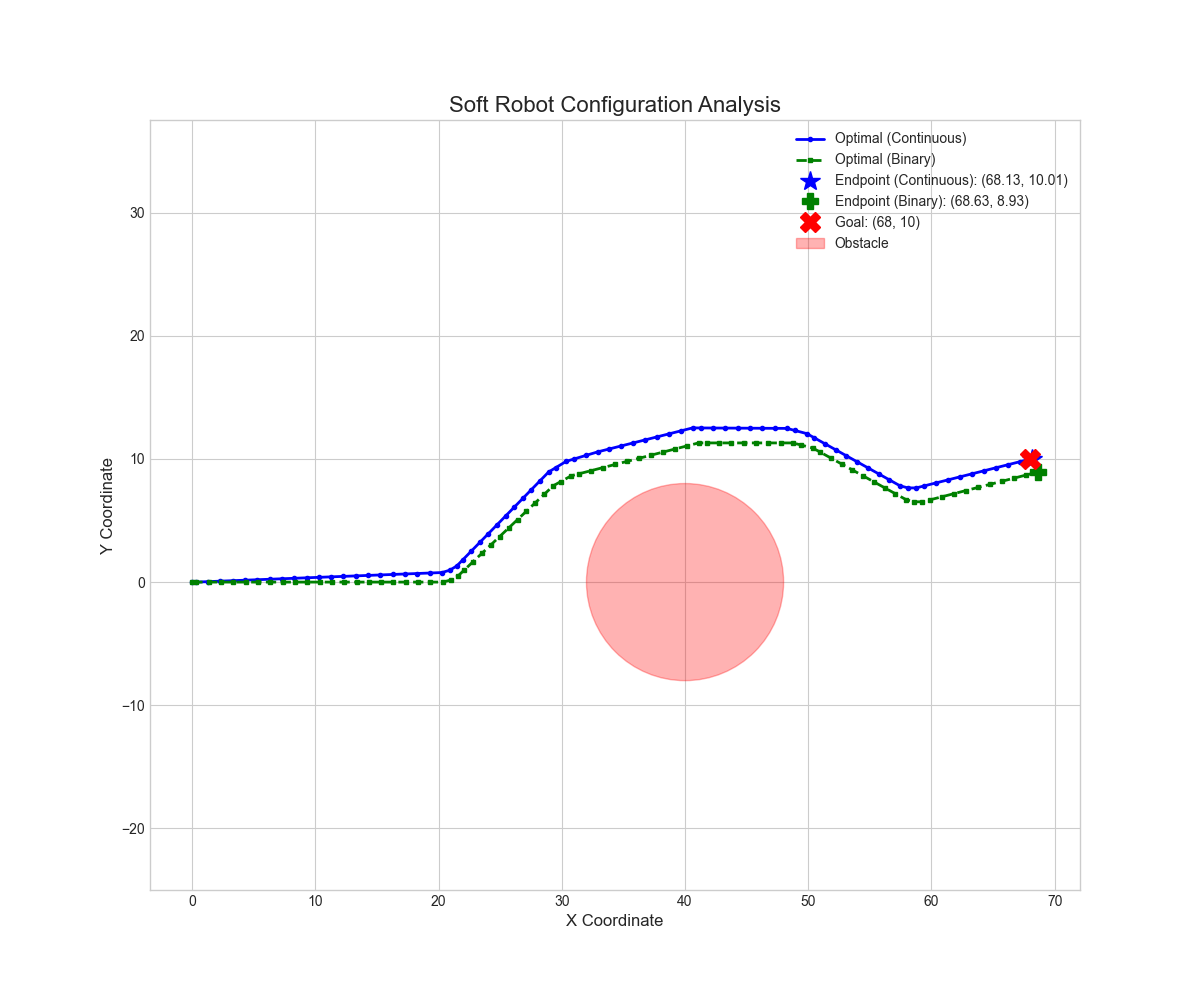 Soft Robot Configuration Analysis
Optimal (Continuous)
Optimal (Binary)
Endpoint (Continuous): (68.13, 10.01)
Endpoint (Binary): (68.63, 8.93)
Goal: (68, 10)
Obstacle
Y Coordinate
30
20
10
0
−10
−20
0 10 20 30 40 50 60 70
X Coordinate